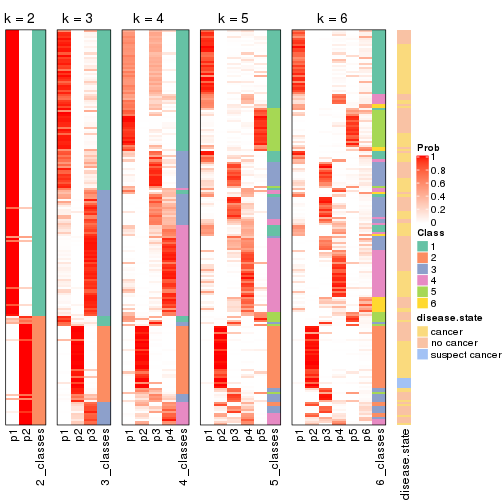 k = 2 k = 3 k = 4 k = 5 k = 6
Prob
1
0.8
0.6
0.4
0.2
0
Class
1
2
3
4
5
6
disease.state
cancer
no cancer
suspect cancer
p1 p2 2_classes p1 p2 p3 3_classes p1 p2 p3 p4 4_classes p1 p2 p3 p4 p5 5_classes p1 p2 p3 p4 p5 p6 6_classes disease.state